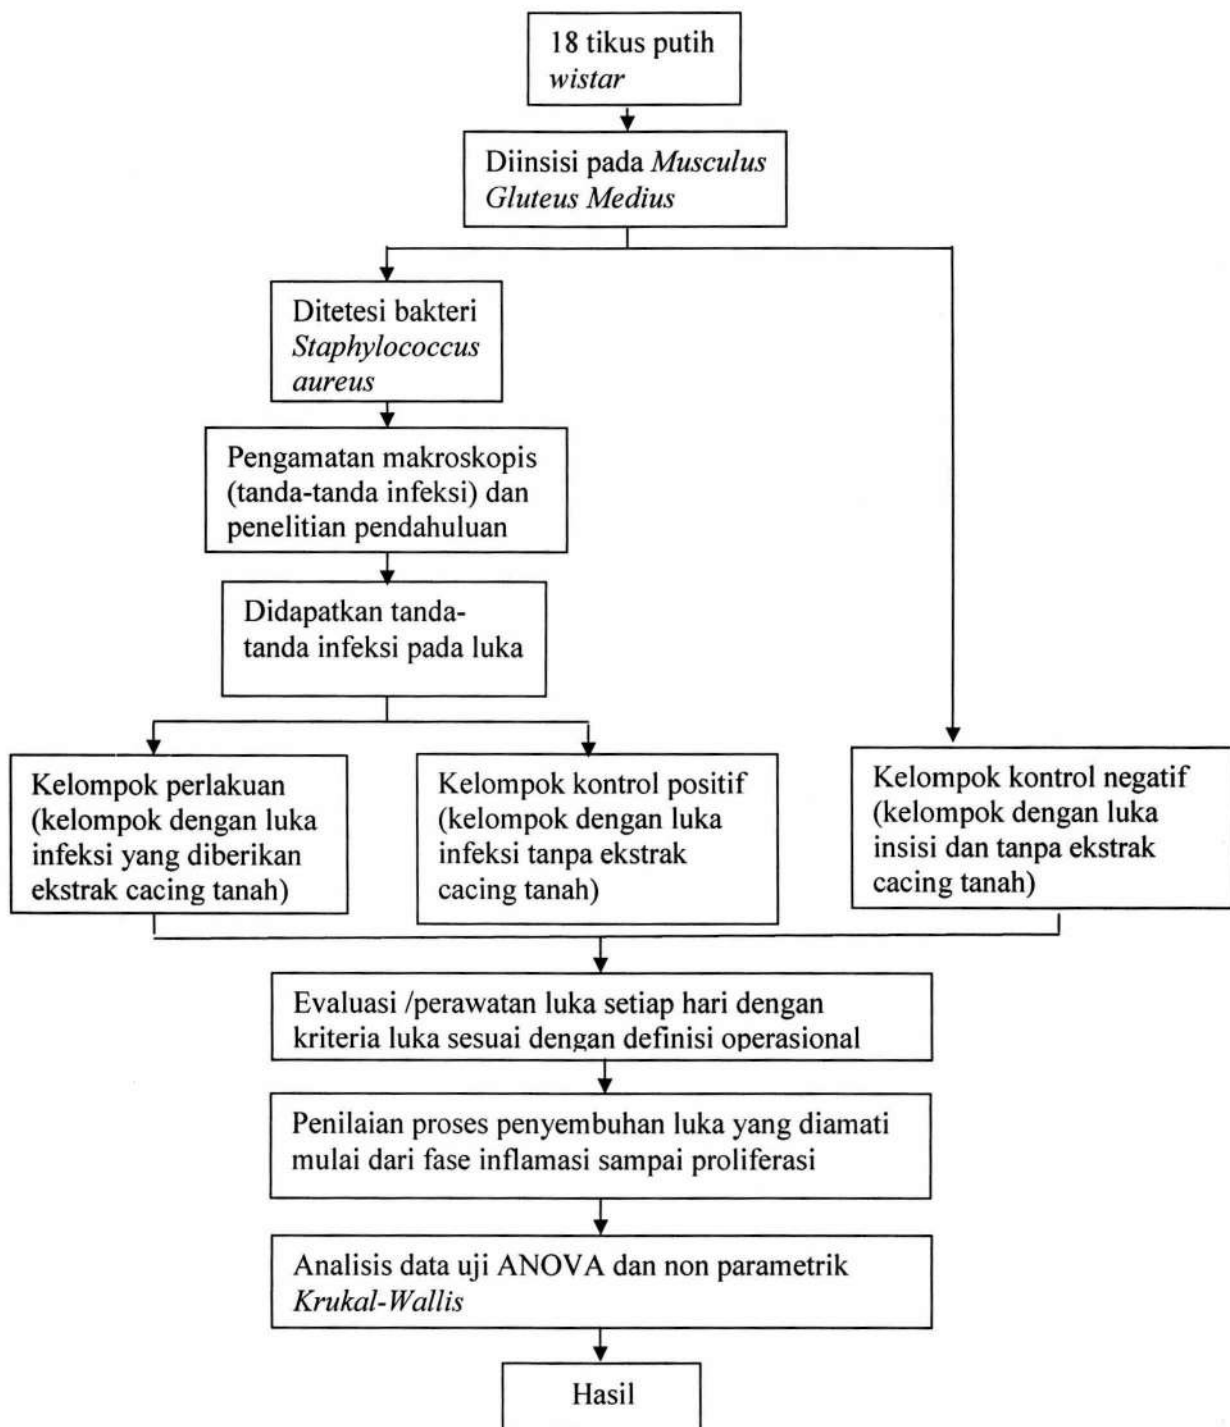 18 tikus putih
wistar
Diinsisi pada Musculus
Gluteus Medius
Ditetesi bakteri
Staphylococcus
aureus
Pengamatan makroskopis
(tanda-tanda infeksi) dan
penelitian pendahuluan
Didapatkan tanda-
tanda infeksi pada luka
Kelompok perlakuan
(kelompok dengan luka
infeksi yang diberikan
ekstrak cacing tanah)
Kelompok kontrol positif
(kelompok dengan luka
infeksi tanpa ekstrak
cacing tanah)
Kelompok kontrol negatif
(kelompok dengan luka
insisi dan tanpa ekstrak
cacing tanah)
Evaluasi /perawatan luka setiap hari dengan
kriteria luka sesuai dengan definisi operasional
Penilaian proses penyembuhan luka yang diamati
mulai dari fase inflamasi sampai proliferasi
Analisis data uji ANOVA dan non parametrik
Krukal-Wallis
Hasil